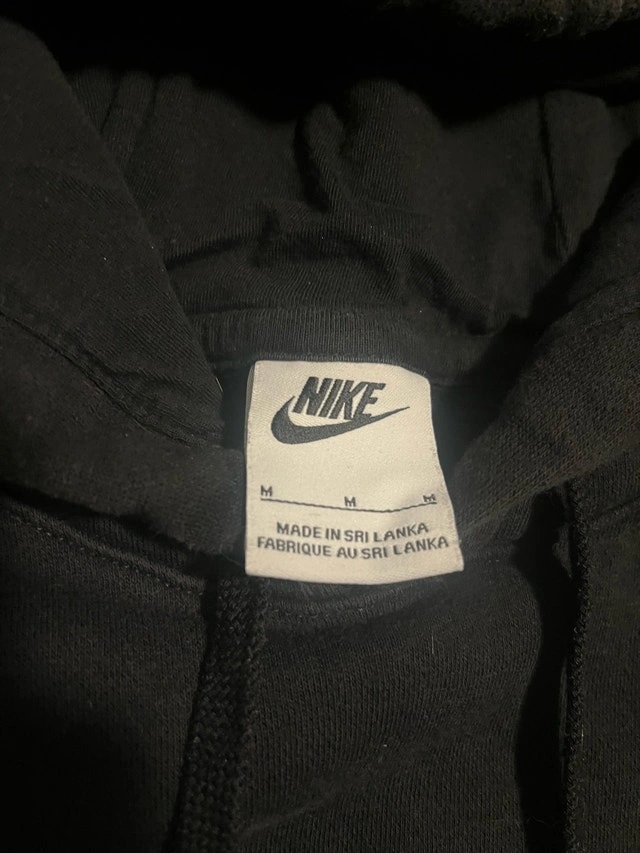 NIKE
M M M
MADE IN SRI LANKA
FABRIQUE AU SRI LANKA